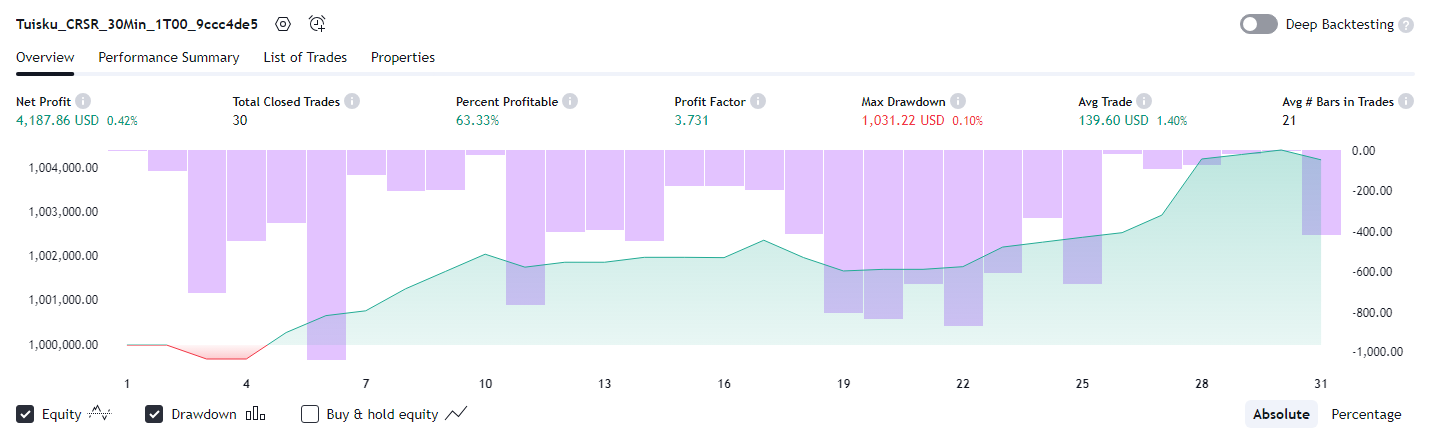 Tuisku_CRSR_30Min_1T00_9ccc4de5 Deep Backtesting ?
Overview Performance Summary List of Trades Properties
Net Profit i Total Closed Trades i Percent Profitable i Profit Factor i Max Drawdown i Avg Trade i Avg # Bars in Trades i
4,187.86 USD 0.42% 30 63.33% 3.731 1,031.22 USD 0.10% 139.60 USD 1.40% 21
1,004,000.00 0.00
-200.00
1,003,000.00 -400.00
1,002,000.00 -600.00
1,001,000.00 -800.00
1,000,000.00 -1,000.00
1 4 7 10 13 16 19 22 25 28 31
Equity Drawdown Buy & hold equity Absolute Percentage